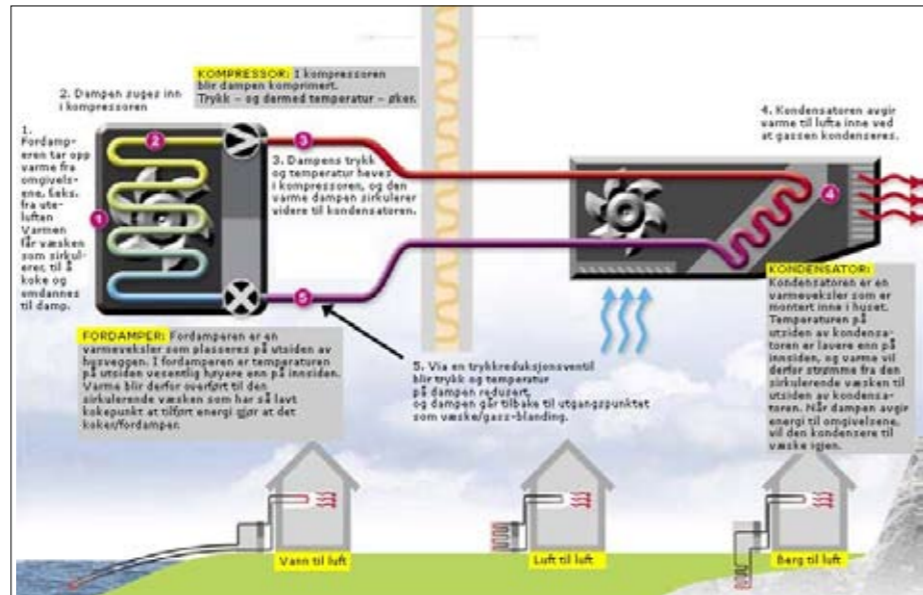 KOMPRESSOR: I kompressoren
blir dampen komprimert.
Trykk – og dermed temperatur – øker.
2. Dampen suges inn
i kompressoren
1.
Fordamp-
eren tar opp
varme fra
omgivels-
ene, f.eks.
fra ute-
luften
Varmen
får væsken
som sirkul-
erer, til å
koke og
omdannes
til damp.
2
1
3
3. Dampens trykk
og temperatur heves
i kompressoren, og den
varme dampen sirkulerer
videre til kondensatoren.
4. Kondensatoren avgir
varme til lufta inne ved
at gassen kondenseres.
4
5
FORDAMPER: Fordamperen er en
varmeveksler som plasseres på utsiden av
husveggen. I fordamperen er temperaturen
på utsiden vesentlig høyere enn på innsiden.
Varme blir derfor overført til den
sirkulerende væsken som har så lavt
kokepunkt at tilført energi gjør at det
koker/fordamper.
5. Via en trykkreduksjonsventil
blir trykk og temperatur
på dampen redusert,
og dampen går tilbake til utgangspunktet
som væske/gass-blanding.
KONDENSATOR:
Kondensatoren er en
varmeveksler som er
montert inne i huset.
Temperaturen på
utsiden av kondensa-
toren er lavere enn på
innsiden, og varme vil
derfor strømme fra den
sirkulerende væsken til
utsiden av kondensa-
toren. Når dampen avgir
energi til omgivelsene,
vil den kondensere til
væske igjen.
Vann til luft
Luft til luft
Berg til luft